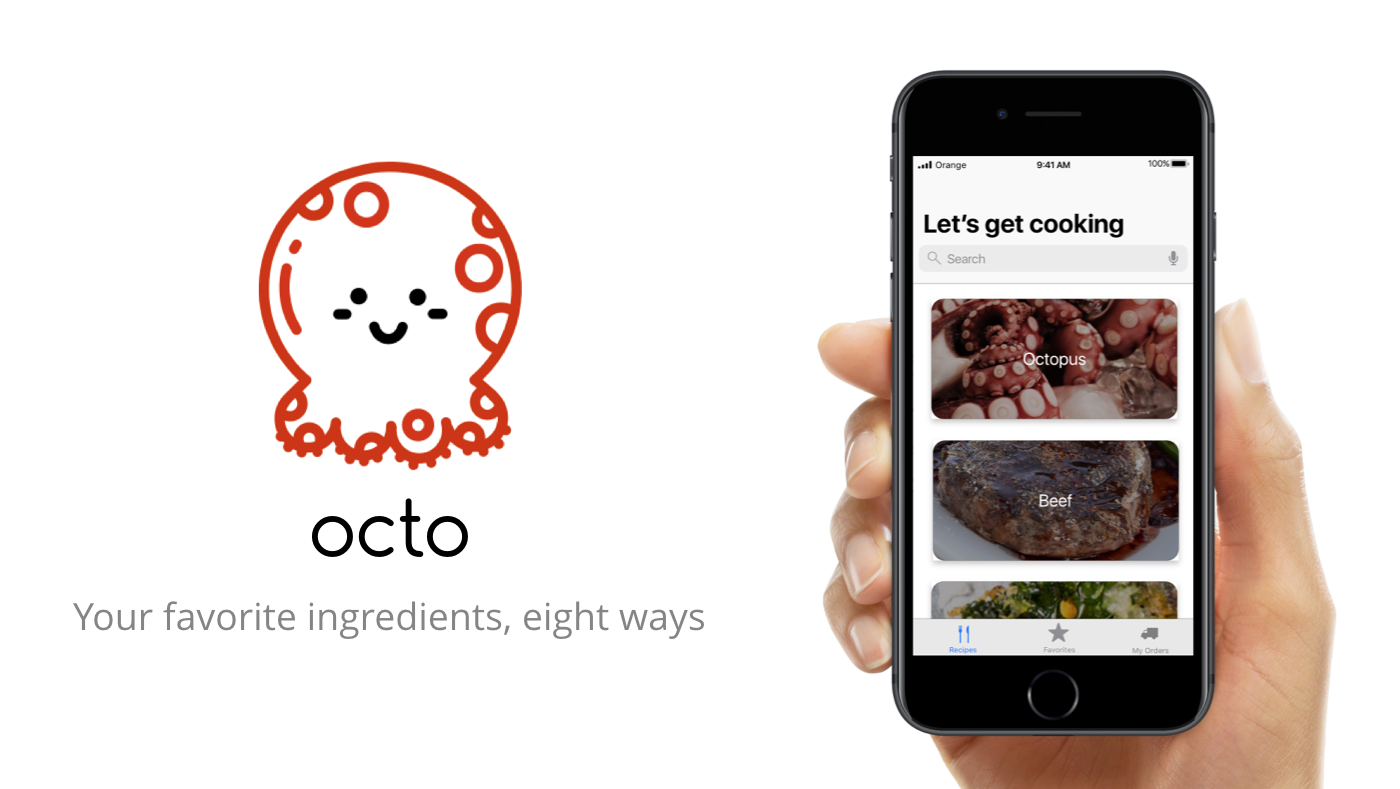 octo
Your favorite ingredients, eight ways
Orange 9:41 AM 100%
Let's get cooking
Search
Octopus
Beef
Recipes Favorites My Orders